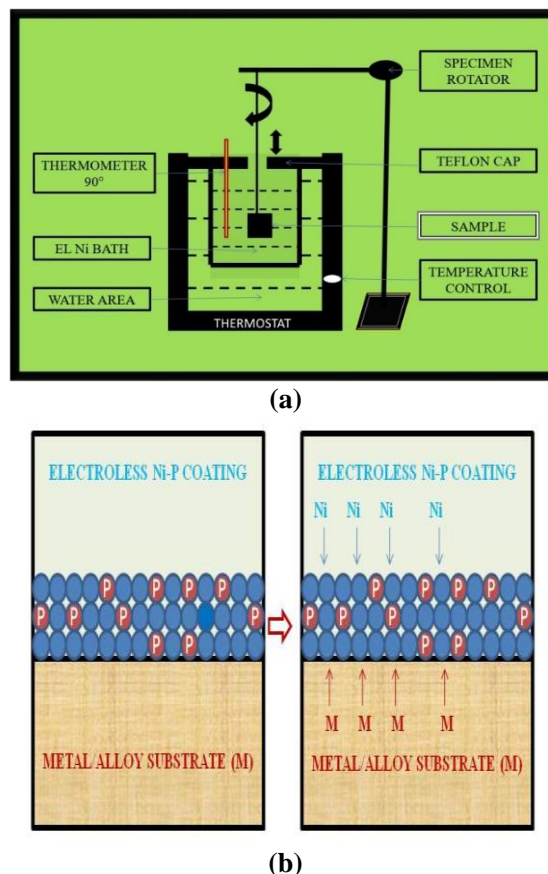 SPECIMEN
ROTATOR
THERMOMETER
90°
TEFLON CAP
SAMPLE
EL Ni BATH
TEMPERATURE
CONTROL
WATER AREA
THERMOSTAT
(a)
ELECTROLESS Ni-P COATING
P P P P
P P P P P
P P
METAL/ALLOY SUBSTRATE (M)
ELECTROLESS Ni-P COATING
Ni Ni Ni Ni
P P P P
P P P P
P P
M M M M
METAL/ALLOY SUBSTRATE (M)
(b)